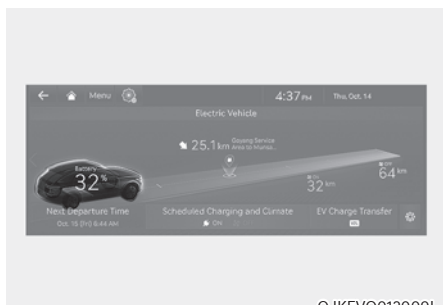 Menu
4:37 PM
Thu, Oct. 14
Electric Vehicle
25.1 km
Goyang Service
Area to Munsa...
Battery
32%
32 km
64 km
Next Departure Time
Oct. 15 [Fri] 6:44 AM
Scheduled Charging and Climate
ON
EV Charge Transfer